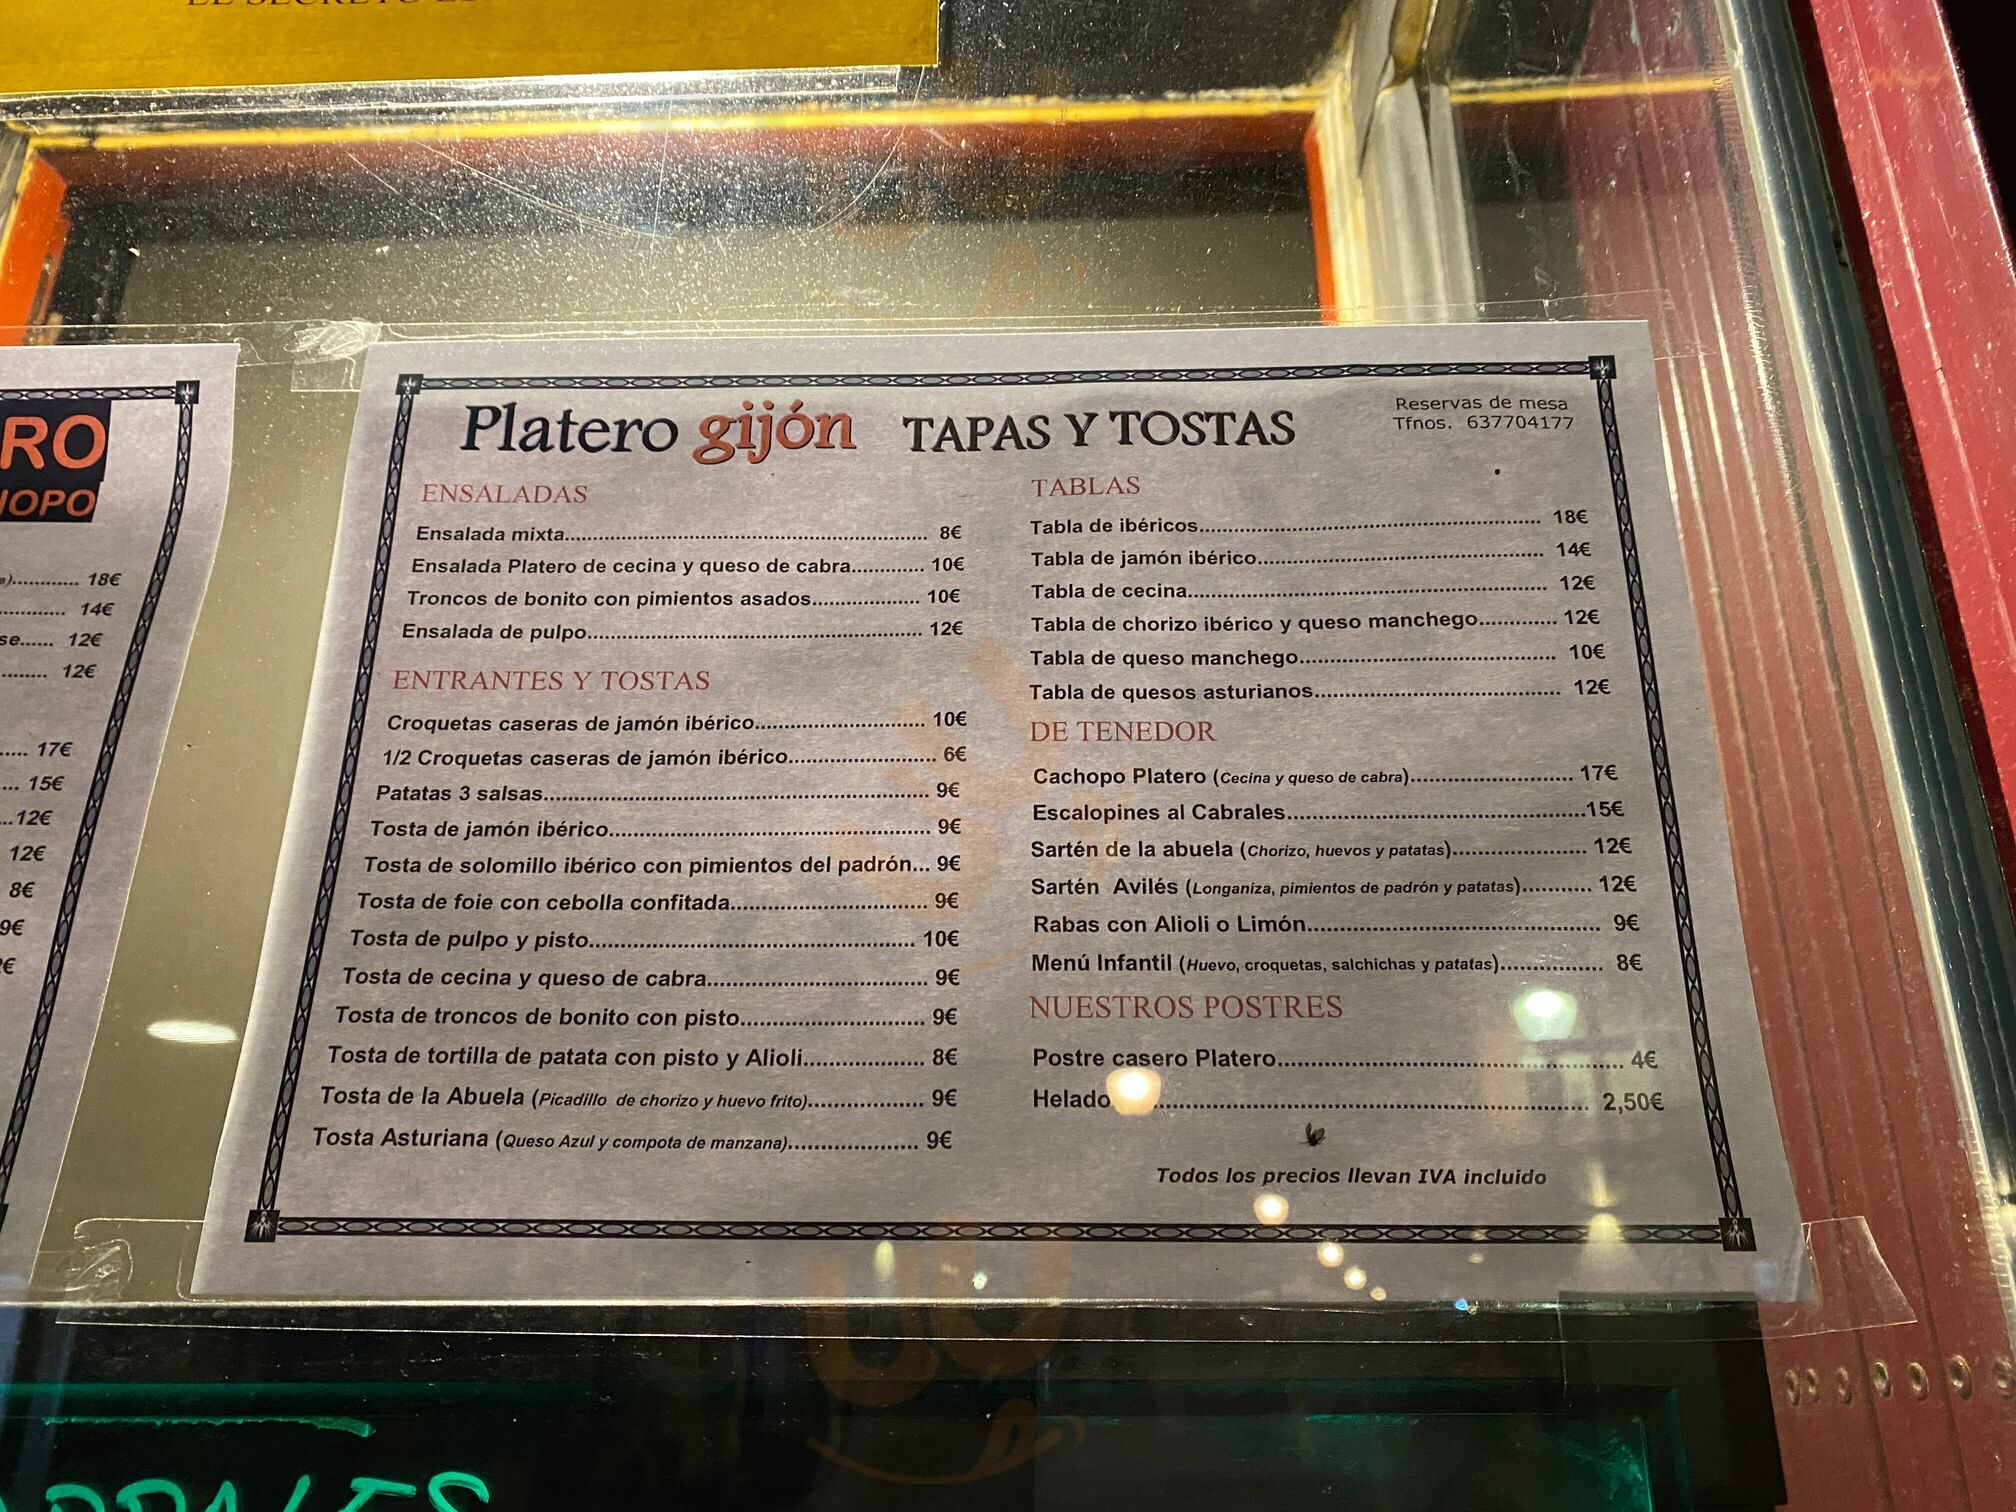 RO
HOPO
18€
14€
se...... 12€
12€
17€
15€
12€
12€
8€
9€
Platero gijón TAPAS Y TOSTAS
Reservas de mesa
Tfnos. 637704177
ENSALADAS
Ensalada mixta........ 8€
Ensalada Platero de cecina y queso de cabra........ 10€
Troncos de bonito con pimientos asados........ 10€
Ensalada de pulpo........ 12€
ENTRANTES Y TOSTAS
Croquetas caseras de jamón ibérico........ 10€
1/2 Croquetas caseras de jamón ibérico........ 6€
Patatas 3 salsas........ 9€
Tosta de jamón ibérico........ 9€
Tosta de solomillo ibérico con pimientos del padrón... 9€
Tosta de foie con cebolla confitada........ 9€
Tosta de pulpo y pisto........ 10€
Tosta de cecina y queso de cabra........ 9€
Tosta de troncos de bonito con pisto........ 9€
Tosta de tortilla de patata con pisto y Alioli........ 8€
Tosta de la Abuela (Picadillo de chorizo y huevo frito)........ 9€
Tosta Asturiana (Queso Azul y compota de manzana)........ 9€
TABLAS
Tabla de ibéricos........ 18€
Tabla de jamón ibérico........ 14€
Tabla de cecina........ 12€
Tabla de chorizo ibérico y queso manchego........ 12€
Tabla de queso manchego........ 10€
Tabla de quesos asturianos........ 12€
DE TENEDOR
Cachopo Platero (Cecina y queso de cabra)........ 17€
Escalopines al Cabrales........15€
Sartén de la abuela (Chorizo, huevos y patatas)........ 12€
Sartén Avilés (Longaniza, pimientos de padrón y patatas)........ 12€
Rabas con Alioli o Limón........ 9€
Menú Infantil (Huevo, croquetas, salchichas y patatas)........ 8€
NUESTROS POSTRES
Postre casero Platero........ 4€
Helado........ 2,50€
Todos los precios llevan IVA incluido